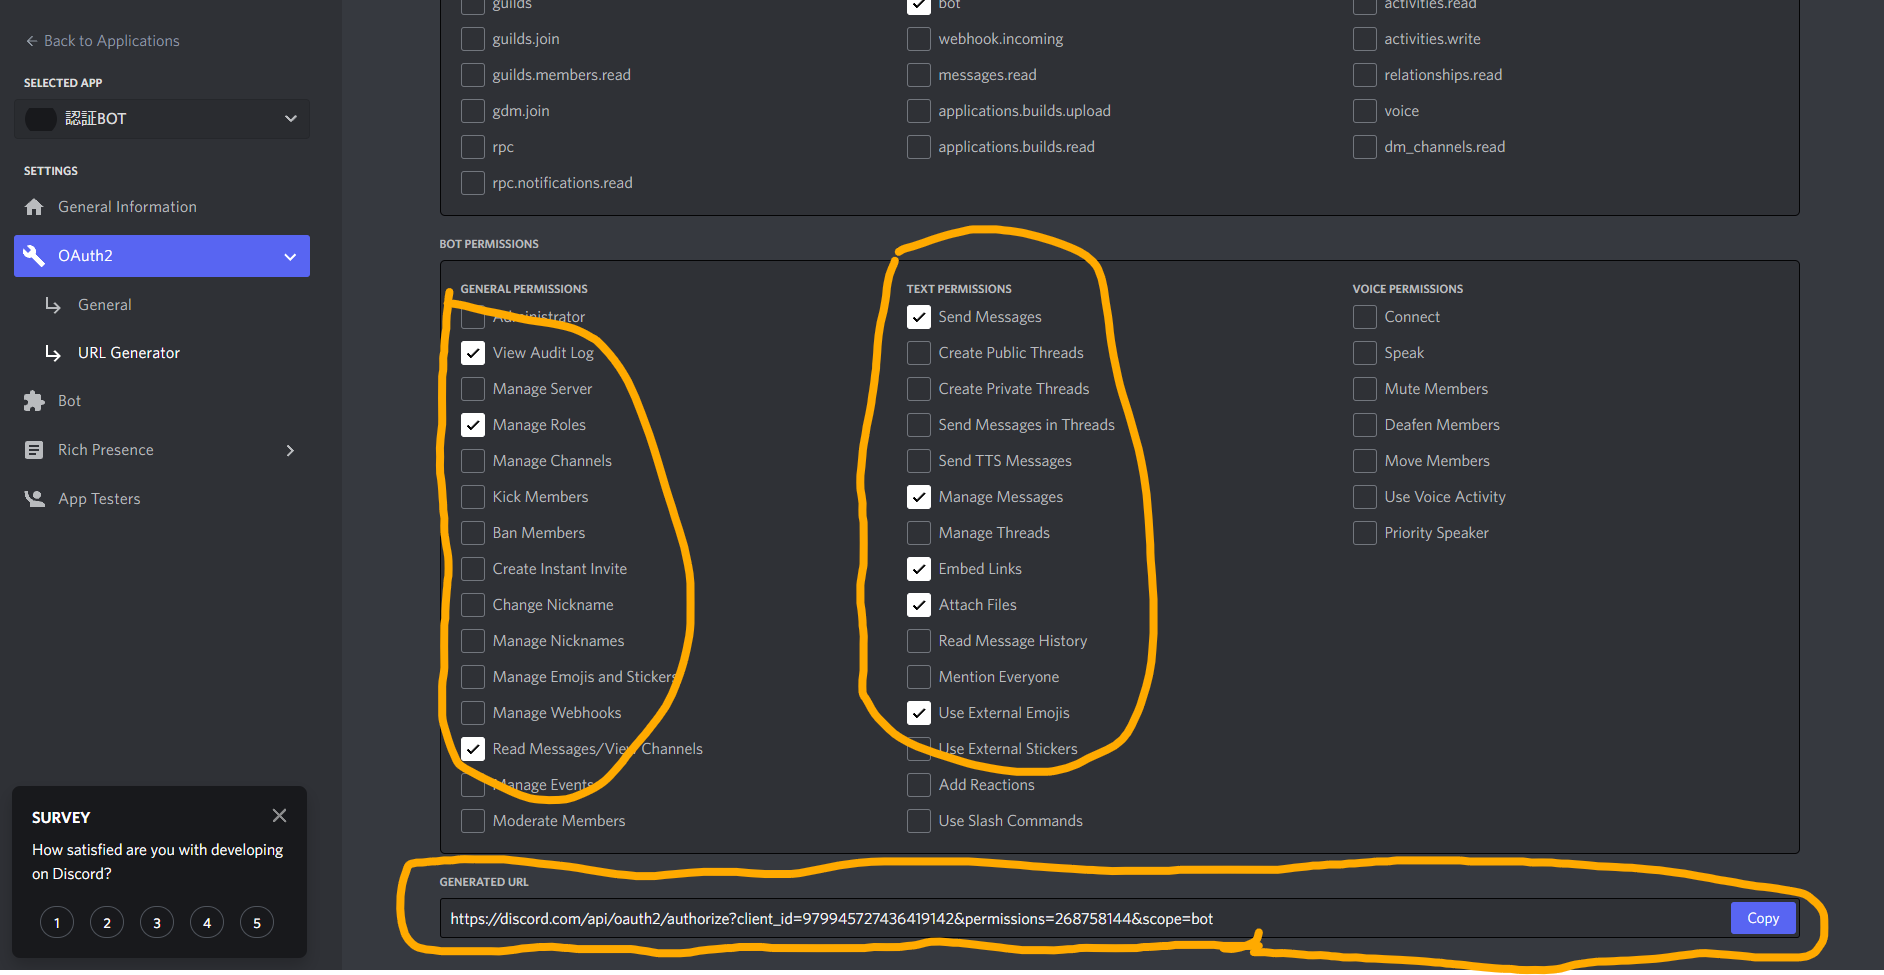 ← Back to Applications
SELECTED APP
認証BOT
SETTINGS
General Information
OAuth2
General
URL Generator
Bot
Rich Presence
App Testers
SURVEY
How satisfied are you with developing
on Discord?
1 2 3 4 5
guilds
guilds.join
guilds.members.read
gdm.join
rpc
rpc.notifications.read
bot
webhook.incoming
messages.read
applications.builds.upload
applications.builds.read
activities.read
activities.write
relationships.read
voice
dm_channels.read
BOT PERMISSIONS
GENERAL PERMISSIONS
Administrator
View Audit Log
Manage Server
Manage Roles
Manage Channels
Kick Members
Ban Members
Create Instant Invite
Change Nickname
Manage Nicknames
Manage Emojis and Stickers
Manage Webhooks
Read Messages/View Channels
Manage Events
Moderate Members
TEXT PERMISSIONS
Send Messages
Create Public Threads
Create Private Threads
Send Messages in Threads
Send TTS Messages
Manage Messages
Manage Threads
Embed Links
Attach Files
Read Message History
Mention Everyone
Use External Emojis
Use External Stickers
Add Reactions
Use Slash Commands
VOICE PERMISSIONS
Connect
Speak
Mute Members
Deafen Members
Move Members
Use Voice Activity
Priority Speaker
GENERATED URL
https://discord.com/api/oauth2/authorize?client_id=979945727436419142&permissions=268758144&scope=bot
Copy